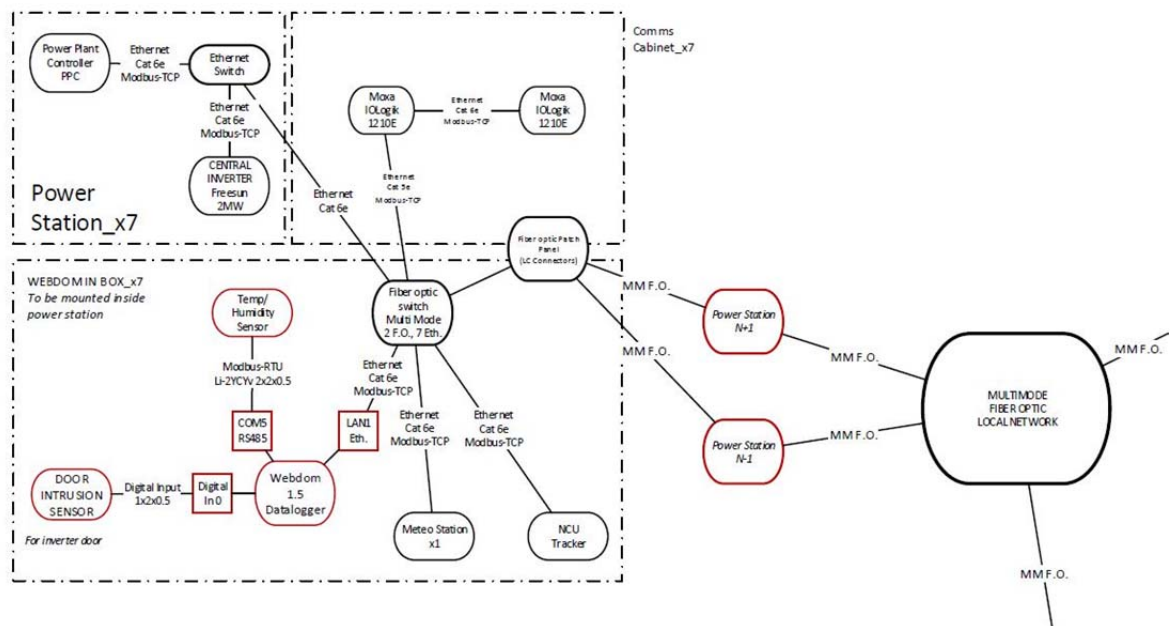 Power Plant
Controller
PPC
Ethernet
Cat 6e
Modbus-TCP
Ethernet
Switch
Ethernet
Cat 6e
Modbus-TCP
CENTRAL
INVERTER
Freesun
2MW
Power
Station_x7
Comms
Cabinet_x7
Moxa
IOLogik
1210E
Ethernet
Cat 6e
Modbus-TCP
Moxa
IOLogik
1210E
Ethernet
Cat 5e
Modbus-TCP
Ethernet
Cat 6e
Fiber optic Patch
Panel
(LC Connectors)
WEBDOM IN BOX_x7
To be mounted inside
power station
Temp/
Humidity
Sensor
Modbus-RTU
Li-2YCYv 2x2x0.5
COM5
RS485
Fiber optic
switch
Multi Mode
2 F.O., 7 Eth.
Ethernet
Cat 6e
Modbus-TCP
LAN1
Eth.
DOOR
INTRUSION
SENSOR
Digital Input
1x2x0.5
Digital
In 0
Webdom
1.5
Datalogger
For inverter door
Ethernet
Cat 6e
Modbus-TCP
Meteo Station
x1
Ethernet
Cat 6e
Modbus-TCP
NCU
Tracker
MM F.O.
Power Station
N+1
MM F.O.
MM F.O.
Power Station
N-1
MM F.O.
MULTIMODE
FIBER OPTIC
LOCAL NETWORK
MM F.O.
MM F.O.